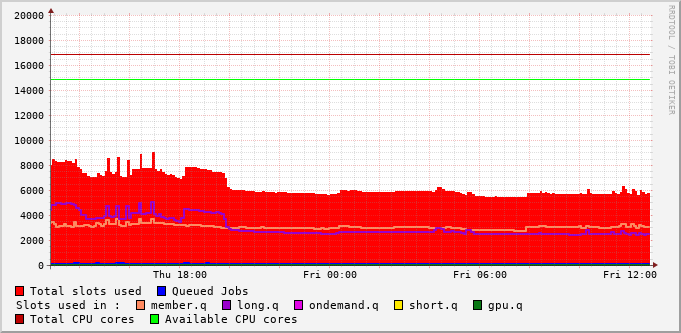 RRDTOOL / TOBI OETIKER
20000
18000
16000
14000
12000
10000
8000
6000
4000
2000
0
Thu 18:00 Fri 00:00 Fri 06:00 Fri 12:00
Total slots used Queued Jobs
Slots used in : member.q long.q ondemand.q short.q gpu.q
Total CPU cores Available CPU cores